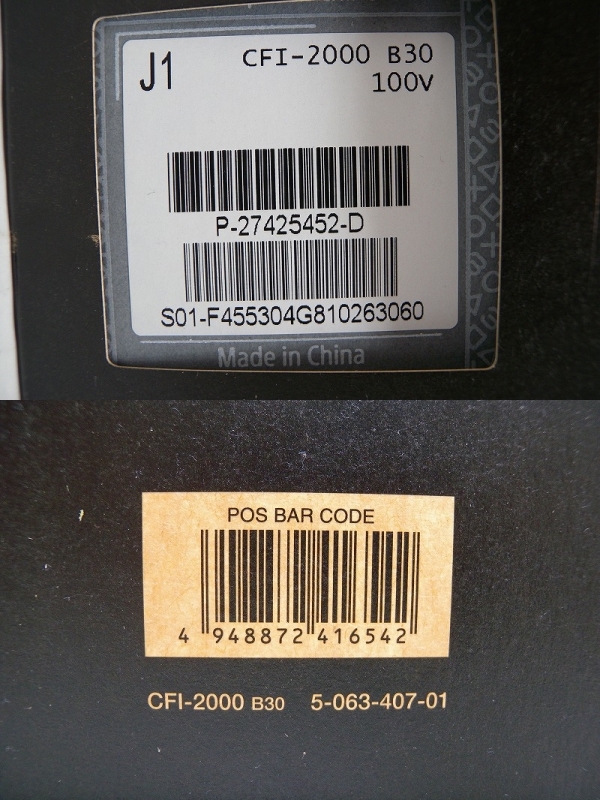 J1 CFI-2000 B30
100V
P-27425452-D
S01-F455304G810263060
Made in China
POS BAR CODE
4 948872 416542
CFI-2000 B30 5-063-407-01